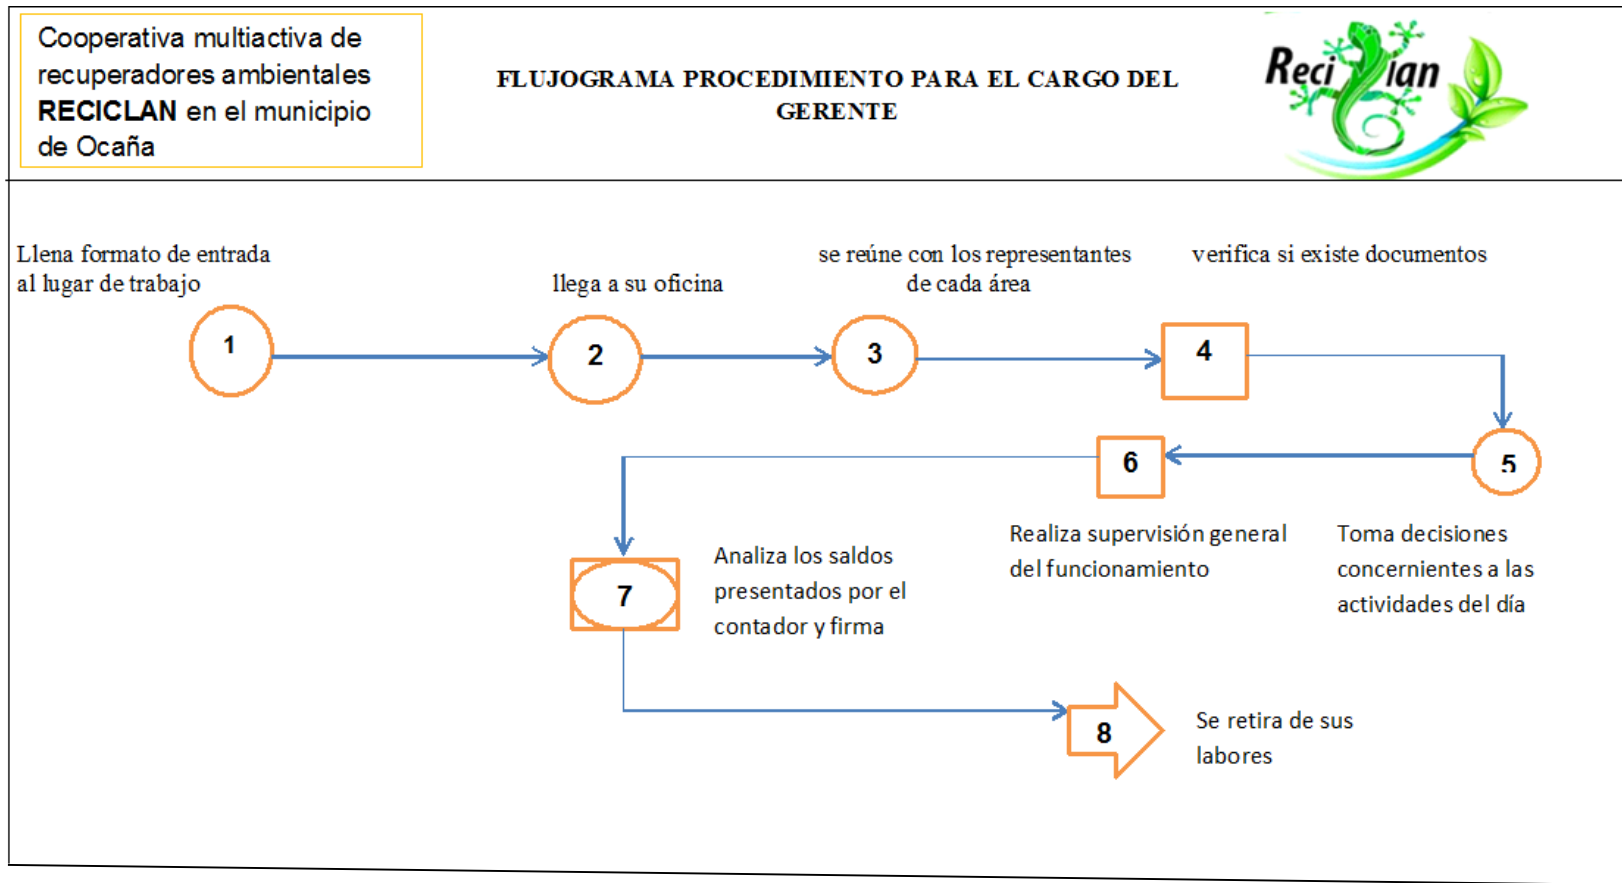 Cooperativa multiactiva de
recuperadores ambientales
RECICLAN en el municipio
de Ocaña
FLUJOGRAMA PROCEDIMIENTO PARA EL CARGO DEL
GERENTE
Reci lan
Llena formato de entrada
al lugar de trabajo
llega a su oficina
se reúne con los representantes
de cada área
verifica si existe documentos
1
2
3
4
5
6
Realiza supervisión general
del funcionamiento
Toma decisiones
concernientes a las
actividades del día
7
Analiza los saldos
presentados por el
contador y firma
8
Se retira de sus
labores